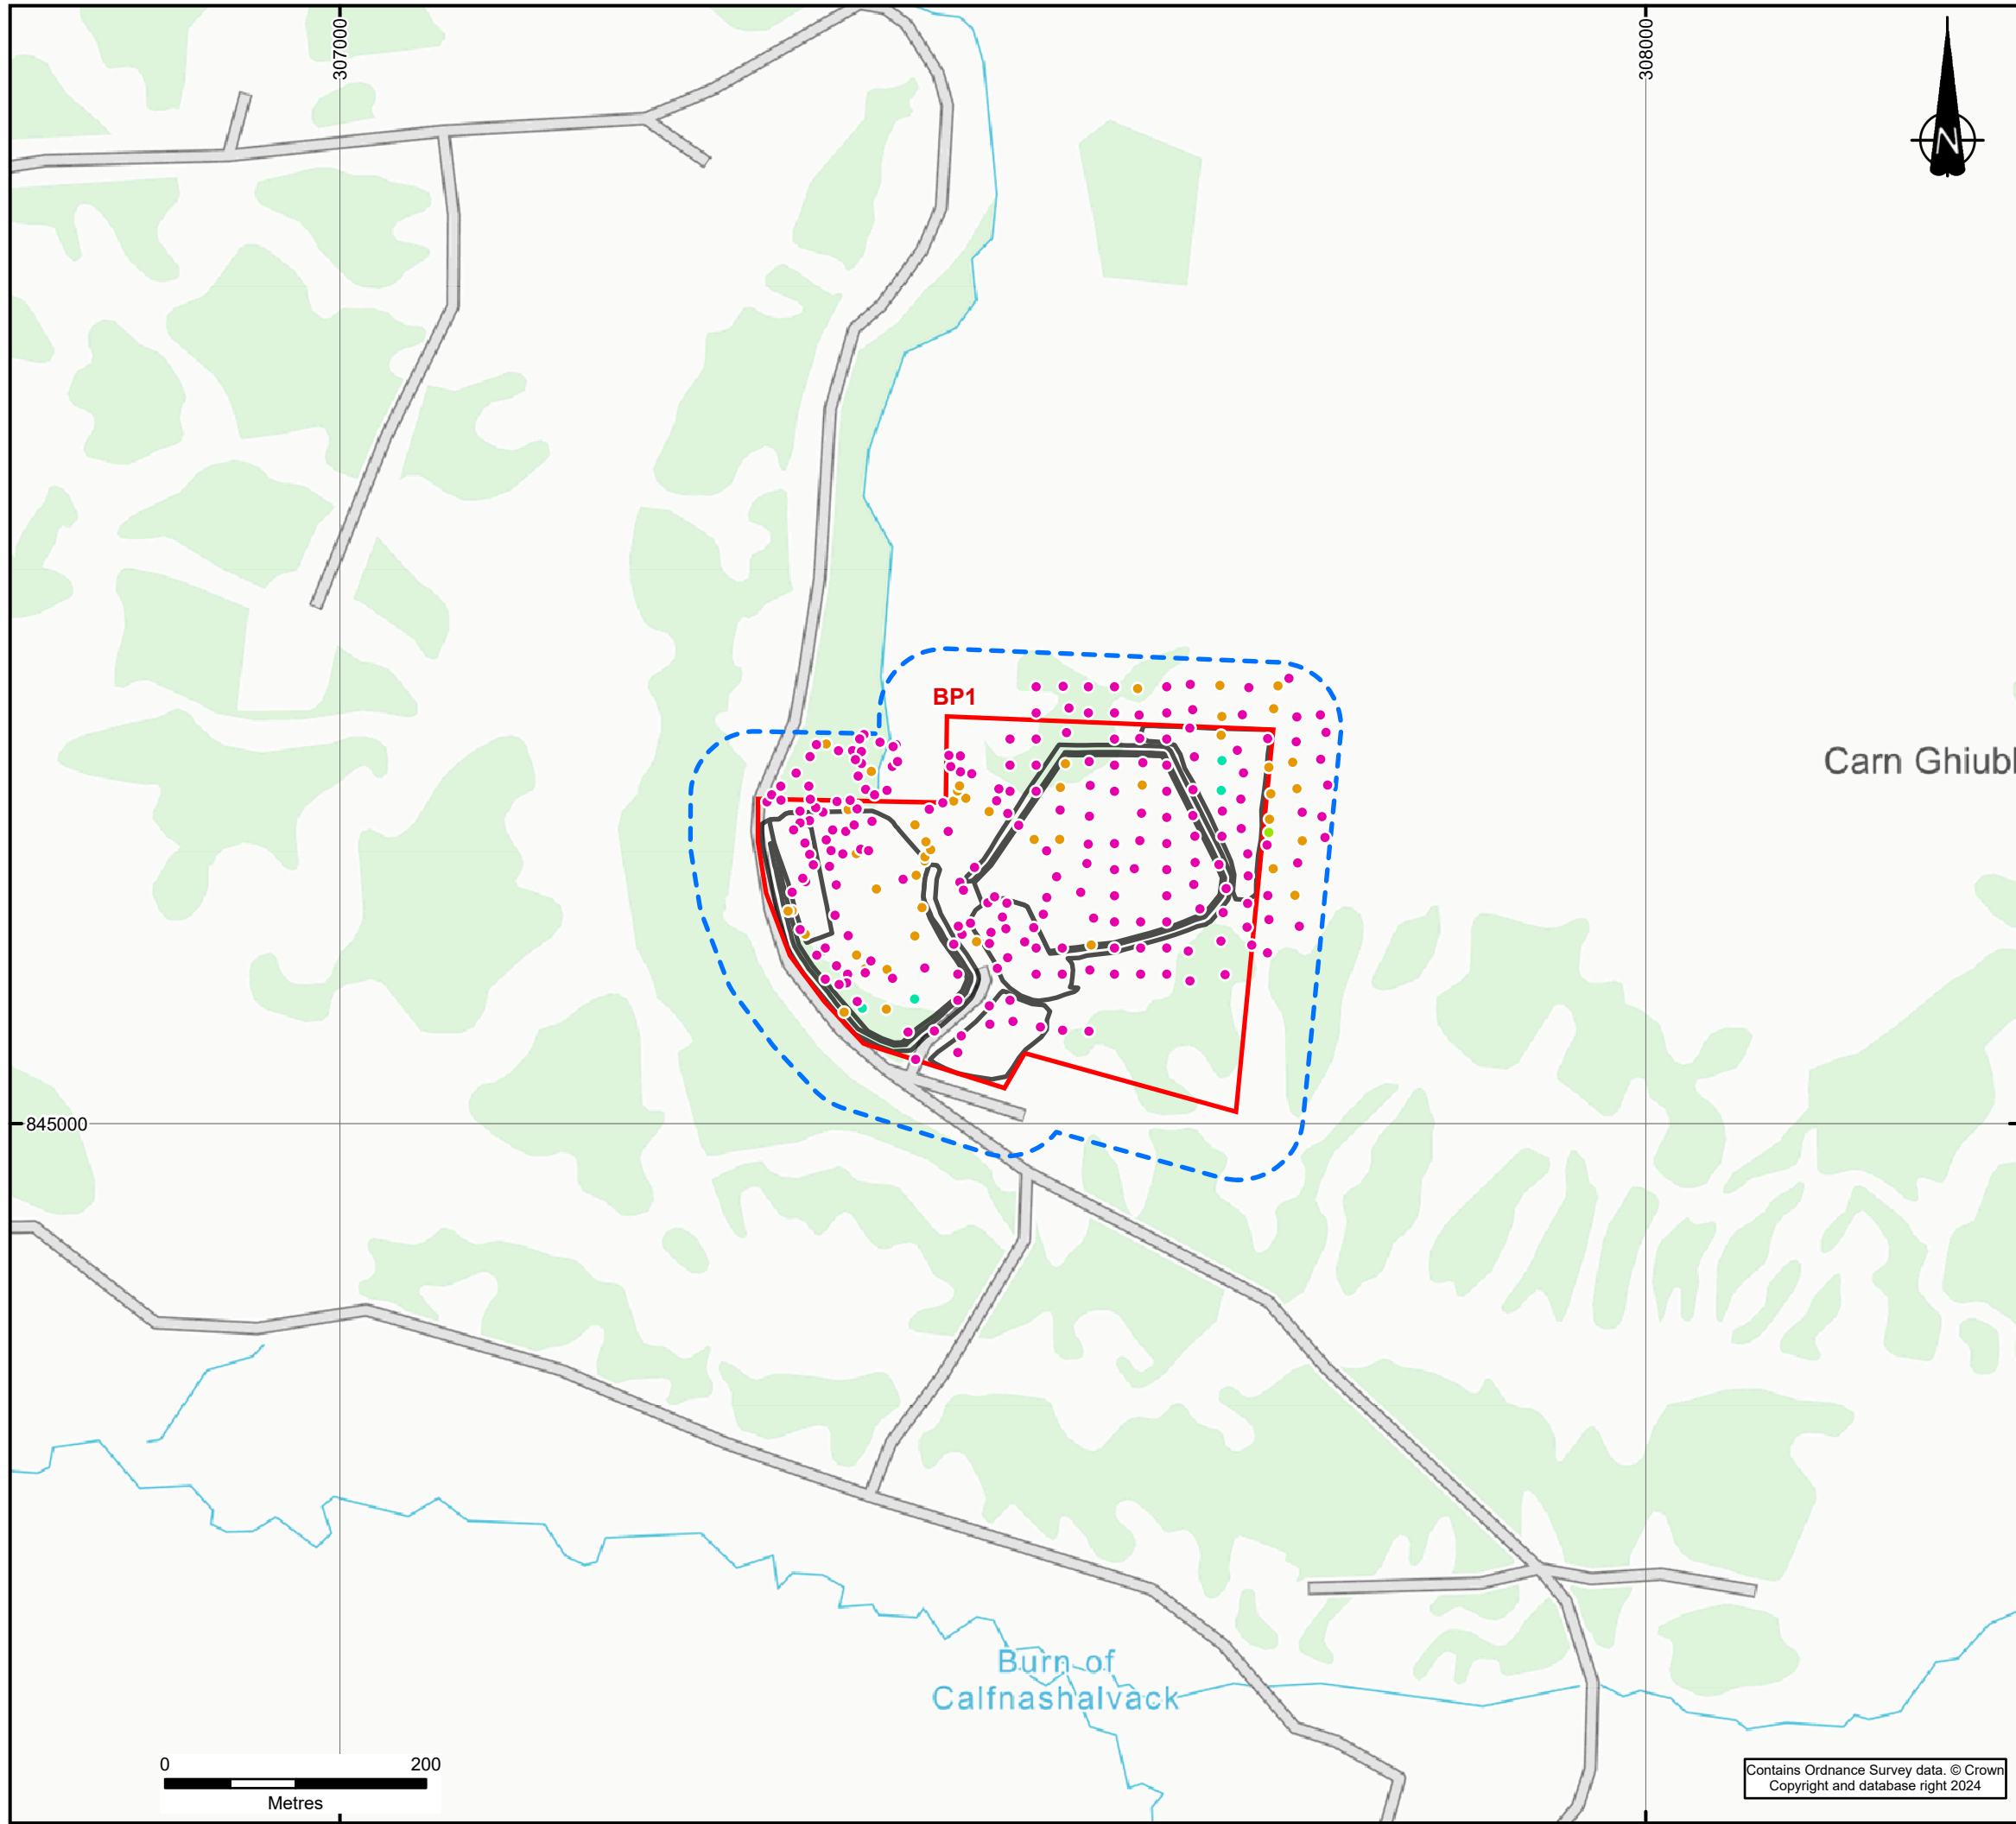 307000
308000
N
BP1
Carn Ghiubh
845000
Burn of
Calfnashalvack
0 200
Metres
Contains Ordnance Survey data. © Crown
Copyright and database right 2024